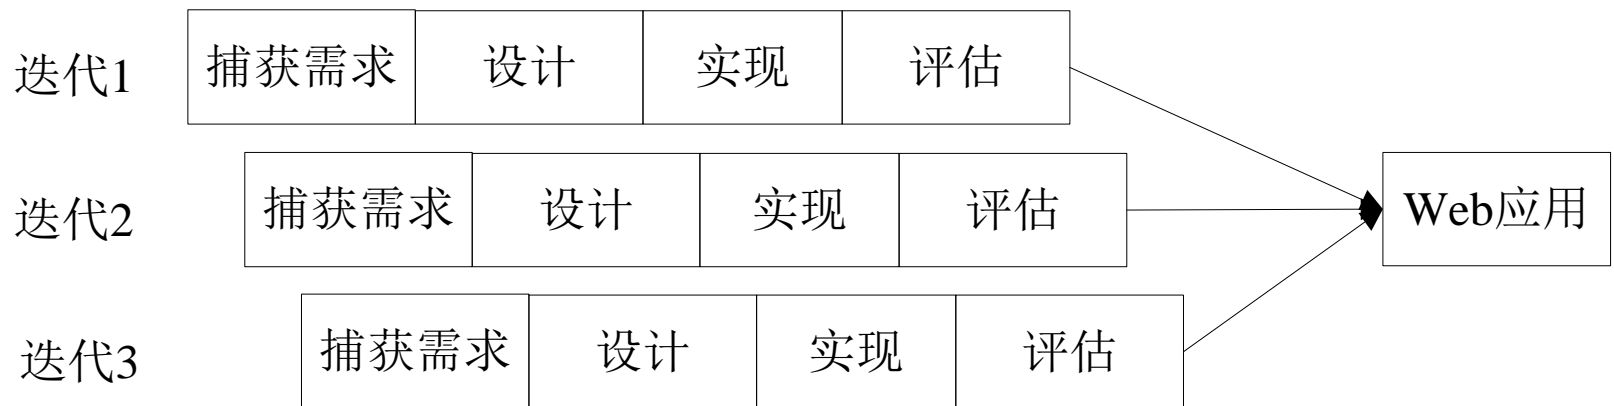 迭代1 捕获需求 设计 实现 评估
迭代2 捕获需求 设计 实现 评估 Web应用
迭代3 捕获需求 设计 实现 评估